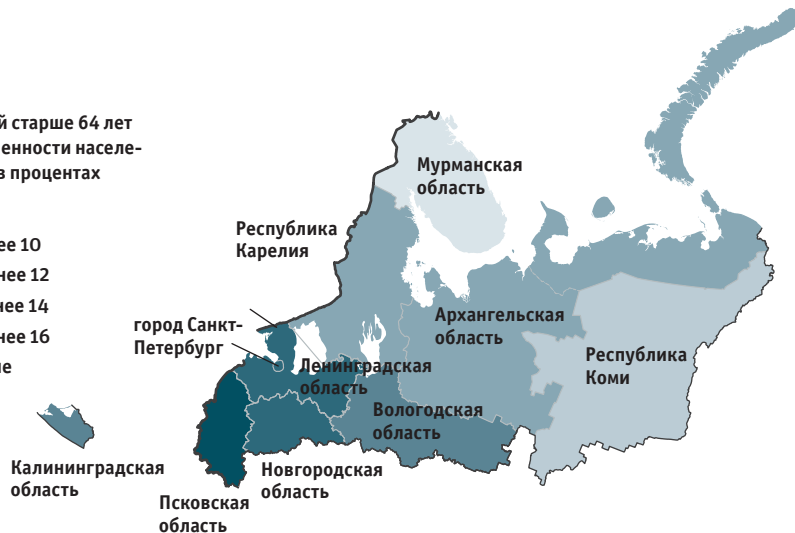 й старше 64 лет
енности населе-
в процентах
ее 10
нее 12
нее 14
нее 16
е
Мурманская
область
Республика
Карелия
Архангельская
область
город Санкт-
Петербург
Республика
Коми
Ленинградская
область
Вологодская
область
Калининградская
область
Новгородская
область
Псковская
область